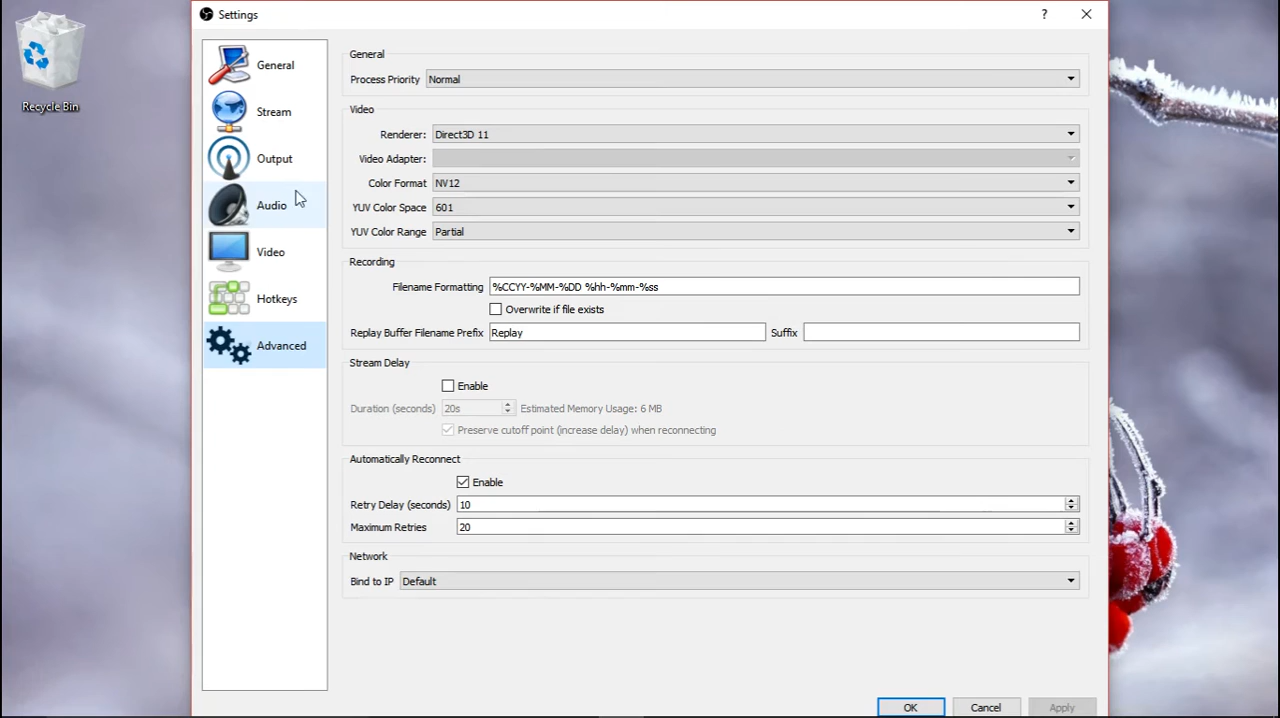 Settings
?
Recycle Bin
General
Stream
Output
Audio
Video
Hotkeys
Advanced
General
Process Priority Normal
Video
Renderer: Direct3D 11
Video Adapter:
Color Format NV12
YUV Color Space 601
YUV Color Range Partial
Recording
Filename Formatting %CCYY-%MM-%DD %hh-%mm-%ss
Overwrite if file exists
Replay Buffer Filename Prefix Replay Suffix
Stream Delay
Enable
Duration (seconds) 20s Estimated Memory Usage: 6 MB
Preserve cutoff point (increase delay) when reconnecting
Automatically Reconnect
Enable
Retry Delay (seconds) 10
Maximum Retries 20
Network
Bind to IP Default
OK Cancel Apply